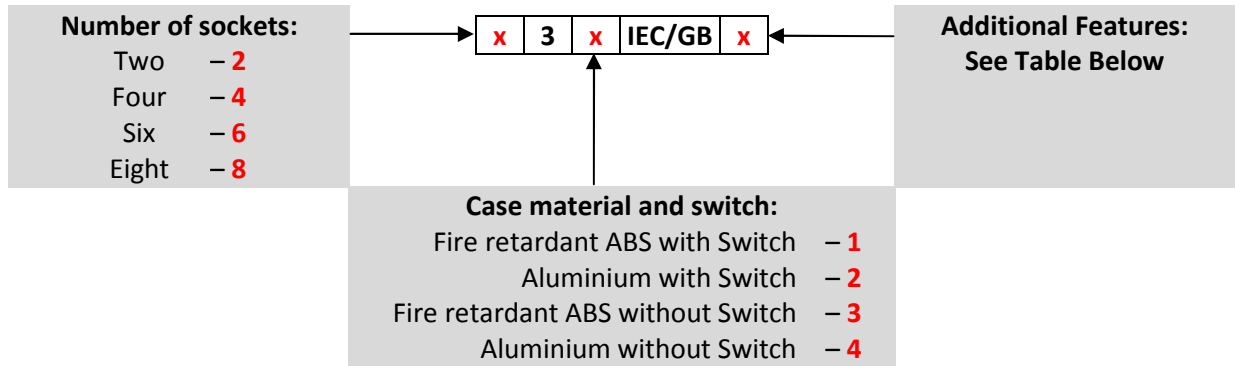 Number of sockets:
Two – 2
Four – 4
Six – 6
Eight – 8
x 3 x IEC/GB x
Additional Features:
See Table Below
Case material and switch:
Fire retardant ABS with Switch – 1
Aluminium with Switch – 2
Fire retardant ABS without Switch – 3
Aluminium without Switch – 4